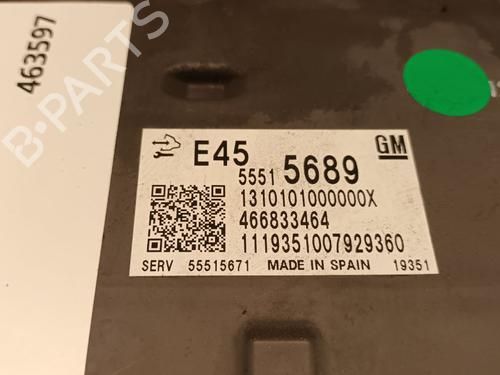 463597
B-PARTS
E45
GM
5551 5689
1310101000000X
466833464
1119351007929360
SERV 55515671 MADE IN SPAIN 19351